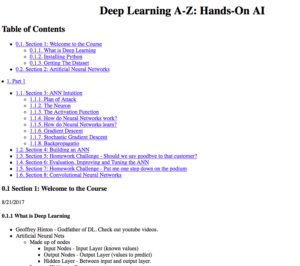 Deep Learning A-Z: Hands-On AI
Table of Contents
0.1. Section 1: Welcome to the Course
0.1.1. What is Deep Learning
0.1.2. Installing Python
0.1.3. Getting The Dataset
0.2. Section 2: Artificial Neural Networks
1. Part 1
1.1. Section 3: ANN Intuition
1.1.1. Plan of Attack
1.1.2. The Neuron
1.1.3. The Activation Function
1.1.4. How do Neural Networks work?
1.1.5. How do Neural Networks learn?
1.1.6. Gradient Descent
1.1.7. Stochastic Gradient Descent
1.1.8. Backpropagatio
1.2. Section 4: Building an ANN
1.3. Section 5: Homework Challenge - Should we say goodbye to that customer?
1.4. Section 6: Evaluation, Improving and Tuning the ANN
1.5. Section 7: Homework Challenge - Put me one step down on the podium
1.6. Section 8: Convolutional Neural Networks
0.1 Section 1: Welcome to the Course
8/21/2017
0.1.1 What is Deep Learning
Geoffrey Hinton - Godfather of DL. Check out youtube videos.
Artificial Neural Nets
Made up of nodes
Input Nodes - Input Layer (known values)
Output Nodes - Output Layer (values to predict)
Hidden Layer - Between input and output layer.